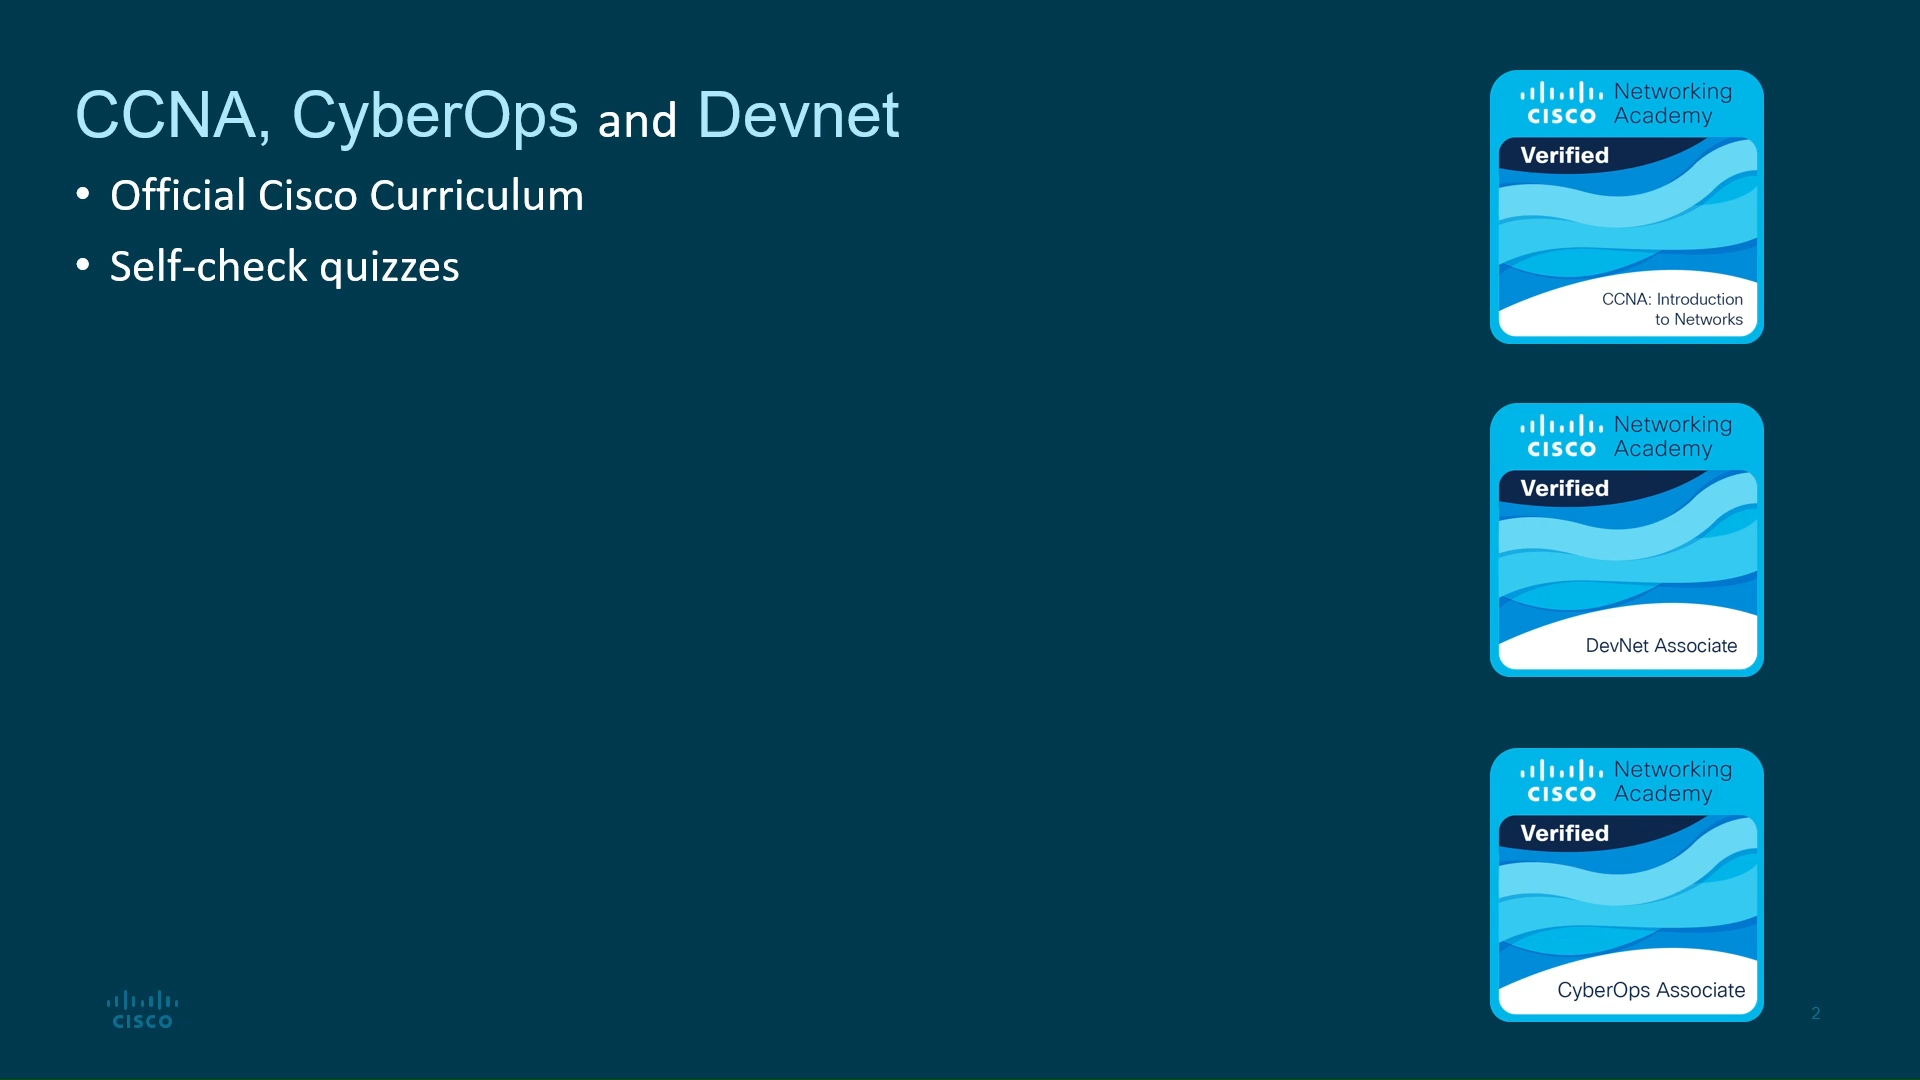 CCNA, CyberOps and Devnet
• Official Cisco Curriculum
• Self-check quizzes
CISCO Networking Academy
Verified
CCNA: Introduction
to Networks
CISCO Networking Academy
Verified
DevNet Associate
CISCO Networking Academy
Verified
CyberOps Associate
CISCO
2